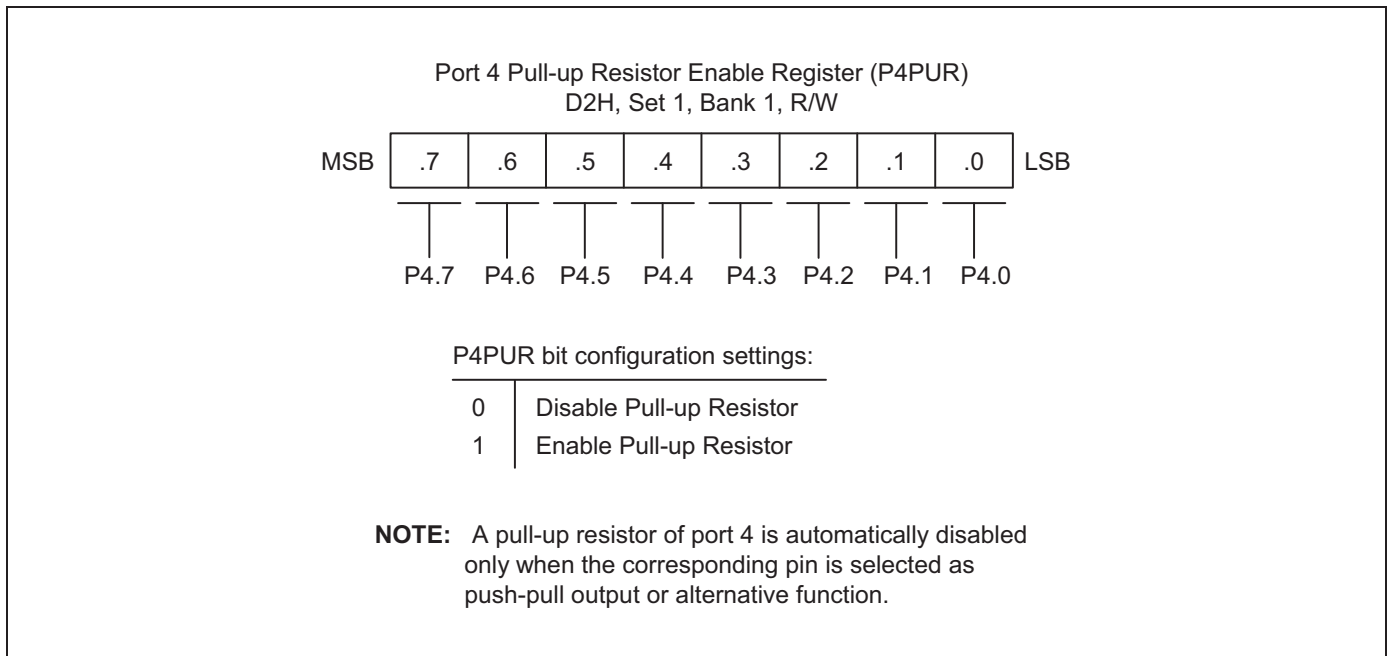 Port 4 Pull-up Resistor Enable Register (P4PUR)
D2H, Set 1, Bank 1, R/W
MSB .7 .6 .5 .4 .3 .2 .1 .0 LSB
P4.7 P4.6 P4.5 P4.4 P4.3 P4.2 P4.1 P4.0
P4PUR bit configuration settings:
0 Disable Pull-up Resistor
1 Enable Pull-up Resistor
NOTE: A pull-up resistor of port 4 is automatically disabled
only when the corresponding pin is selected as
push-pull output or alternative function.